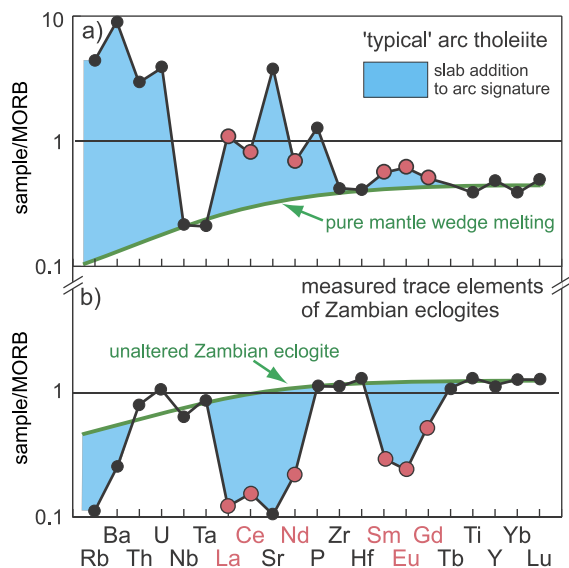 10
a)
'typical' arc tholeiite
slab addition
to arc signature
sample/MORB
1
pure mantle wedge melting
0.1
measured trace elements
of Zambian eclogites
b)
unaltered Zambian eclogite
sample/MORB
1
0.1
Ba U Ta Ce Nd Zr Sm Gd Ti Yb
Rb Th Nb La Sr P Hf Eu Tb Y Lu